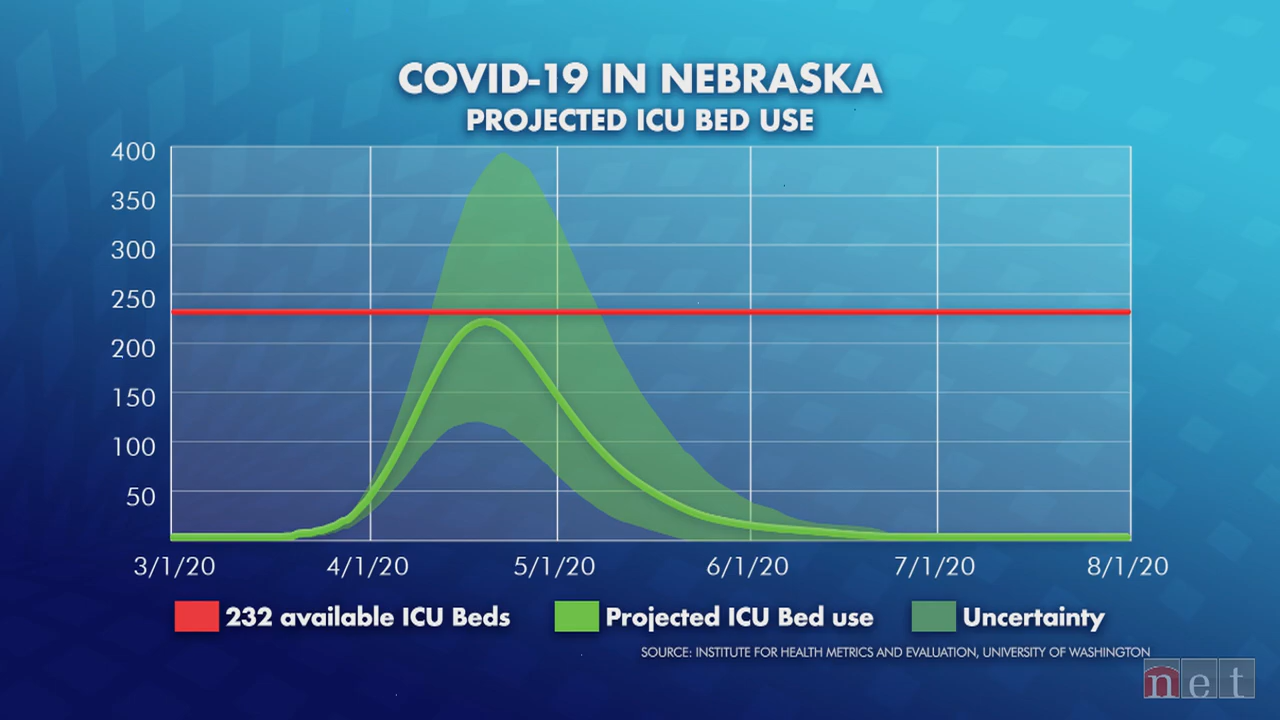 COVID-19 IN NEBRASKA
PROJECTED ICU BED USE
400
350
300
250
200
150
100
50
3/1/20 4/1/20 5/1/20 6/1/20 7/1/20 8/1/20
232 available ICU Beds Projected ICU Bed use Uncertainty
SOURCE: INSTITUTE FOR HEALTH METRICS AND EVALUATION, UNIVERSITY OF WASHINGTON
net